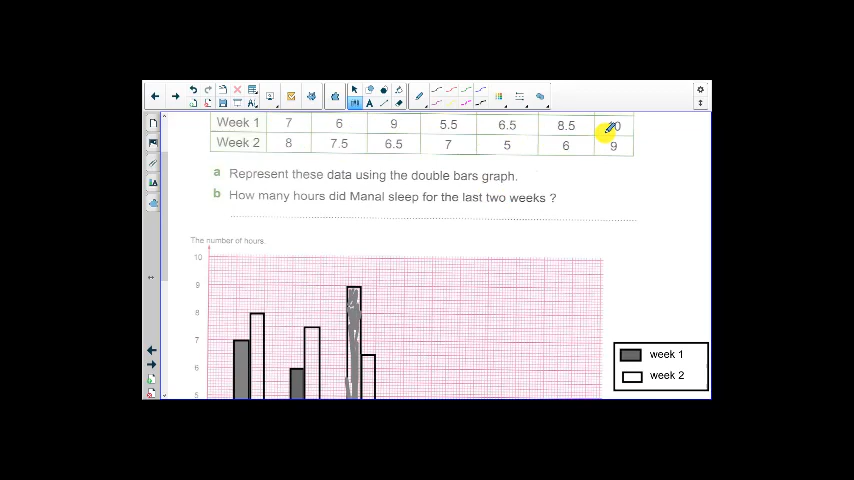 Week 1 7 6 9 5.5 6.5 8.5
Week 2 8 7.5 6.5 7 5 6 9
a Represent these data using the double bars graph.
b How many hours did Manal sleep for the last two weeks ?
The number of hours.
10
9
8
7
6
5
week 1
week 2